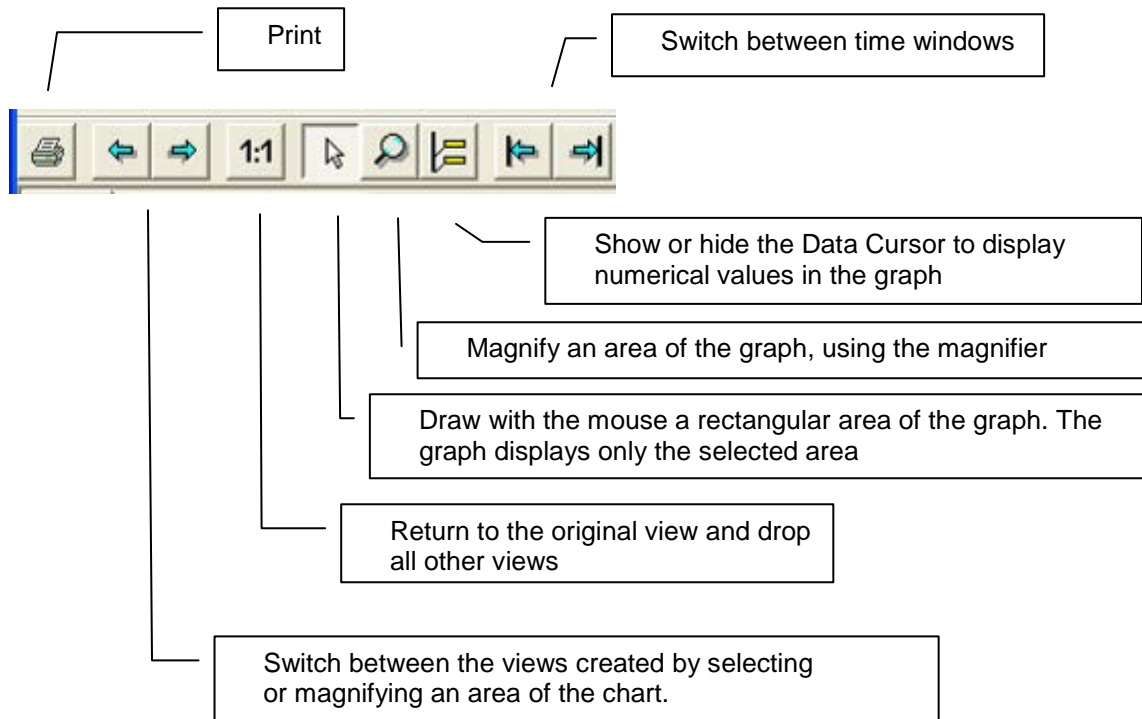 Print
Switch between time windows
1:1
Show or hide the Data Cursor to display
numerical values in the graph
Magnify an area of the graph, using the magnifier
Draw with the mouse a rectangular area of the graph. The
graph displays only the selected area
Return to the original view and drop
all other views
Switch between the views created by selecting
or magnifying an area of the chart.